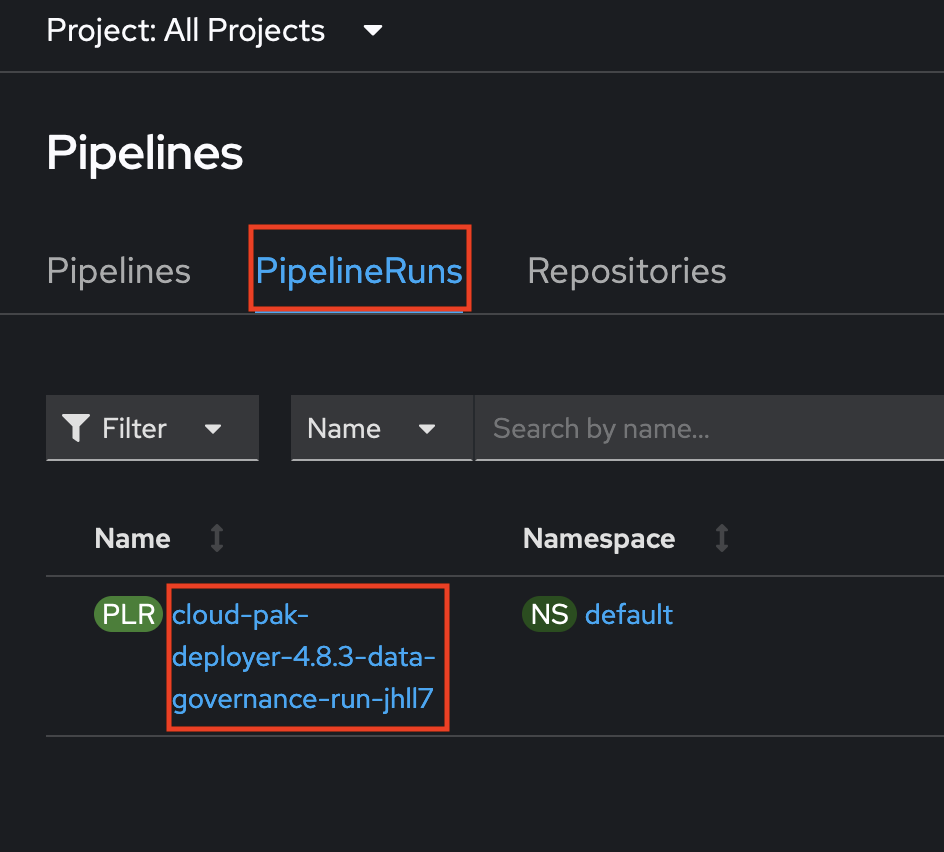 Project: All Projects
Pipelines
Pipelines PipelineRuns Repositories
Filter Name Search by name...
Name Namespace
PLR cloud-pak- NS default
deployer-4.8.3-data-
governance-run-jhll7